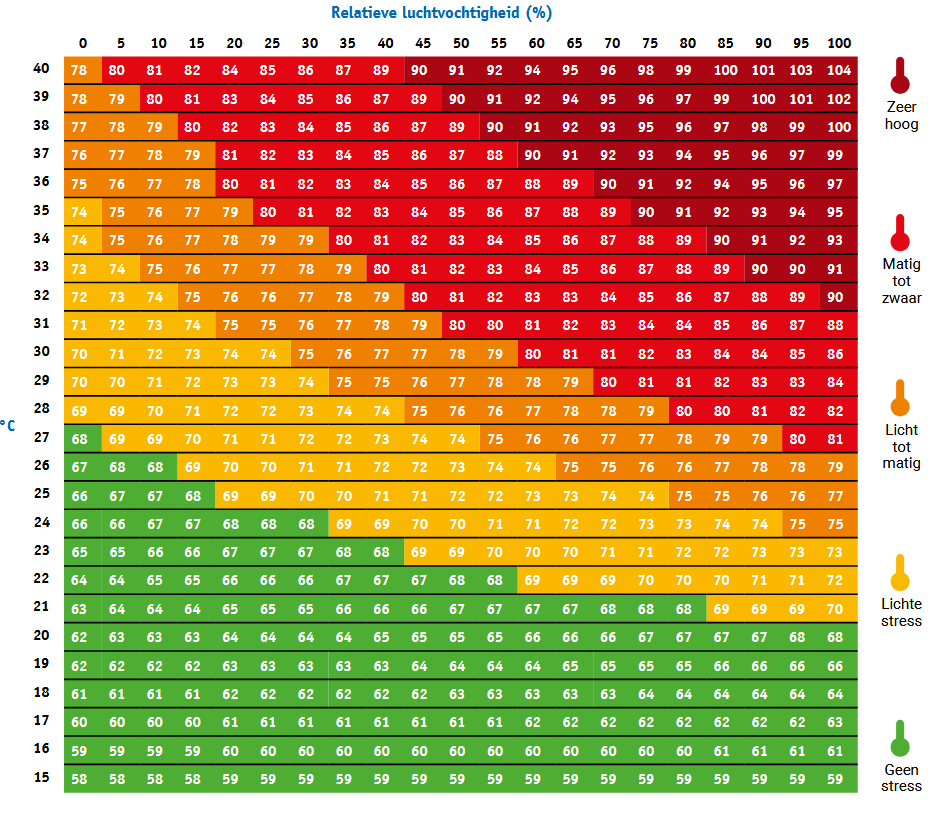 Relatieve luchtvochtigheid (%)
0 5 10 15 20 25 30 35 40 45 50 55 60 65 70 75 80 85 90 95 100
40 78 80 81 82 84 85 86 87 89 90 91 92 94 95 96 98 99 100 101 103 104
39 78 79 80 81 83 84 85 86 87 89 90 91 92 94 95 96 97 99 100 101 102
38 77 78 79 80 82 83 84 85 86 87 89 90 91 92 93 95 96 97 98 99 100
37 76 77 78 79 81 82 83 84 85 86 87 88 90 91 92 93 94 95 96 97 99
36 75 76 77 78 80 81 82 83 84 85 86 87 88 89 90 91 92 94 95 96 97
35 74 75 76 77 79 80 81 82 83 84 85 86 87 88 89 90 91 92 93 94 95
34 74 75 76 77 78 79 79 80 81 82 83 84 85 86 87 88 89 90 91 92 93
33 73 74 75 76 77 77 78 79 80 81 82 83 84 85 86 87 88 89 90 90 91
32 72 73 74 75 76 76 77 78 79 80 81 82 83 83 84 85 86 87 88 89 90
31 71 72 73 74 75 75 76 77 78 79 80 80 81 82 83 84 84 85 86 87 88
30 70 71 72 73 74 74 75 76 77 77 78 79 80 81 81 82 83 84 84 85 86
29 70 70 71 72 73 73 74 75 75 76 77 78 78 79 80 81 81 82 83 83 84
28 69 69 70 71 72 72 73 74 74 75 76 76 77 78 78 79 80 80 81 82 82
°C
27 68 69 69 70 71 71 72 72 73 74 74 75 76 76 77 77 78 79 79 80 81
26 67 68 68 69 70 70 71 71 72 72 73 74 74 75 75 76 76 77 78 78 79
25 66 67 67 68 69 69 70 70 71 71 72 72 73 73 74 74 75 75 76 76 77
24 66 66 67 67 68 68 68 69 69 70 70 71 71 72 72 73 73 74 74 75 75
23 65 65 66 66 67 67 67 68 68 69 69 70 70 70 71 71 72 72 73 73 73
22 64 64 65 65 66 66 66 67 67 67 68 68 69 69 69 70 70 70 71 71 72
21 63 64 64 64 65 65 65 66 66 66 67 67 67 67 68 68 68 69 69 69 70
20 62 63 63 63 64 64 64 64 65 65 65 65 66 66 66 67 67 67 67 68 68
19 62 62 62 62 63 63 63 63 63 64 64 64 64 65 65 65 65 66 66 66 66
18 61 61 61 61 62 62 62 62 62 62 63 63 63 63 63 64 64 64 64 64 64
17 60 60 60 60 61 61 61 61 61 61 61 61 62 62 62 62 62 62 62 62 63
16 59 59 59 59 60 60 60 60 60 60 60 60 60 60 60 60 60 61 61 61 61
15 58 58 58 58 59 59 59 59 59 59 59 59 59 59 59 59 59 59 59 59 59
Zeer
hoog
Matig
tot
zwaar
Licht
tot
matig
Lichte
stress
Geen
stress